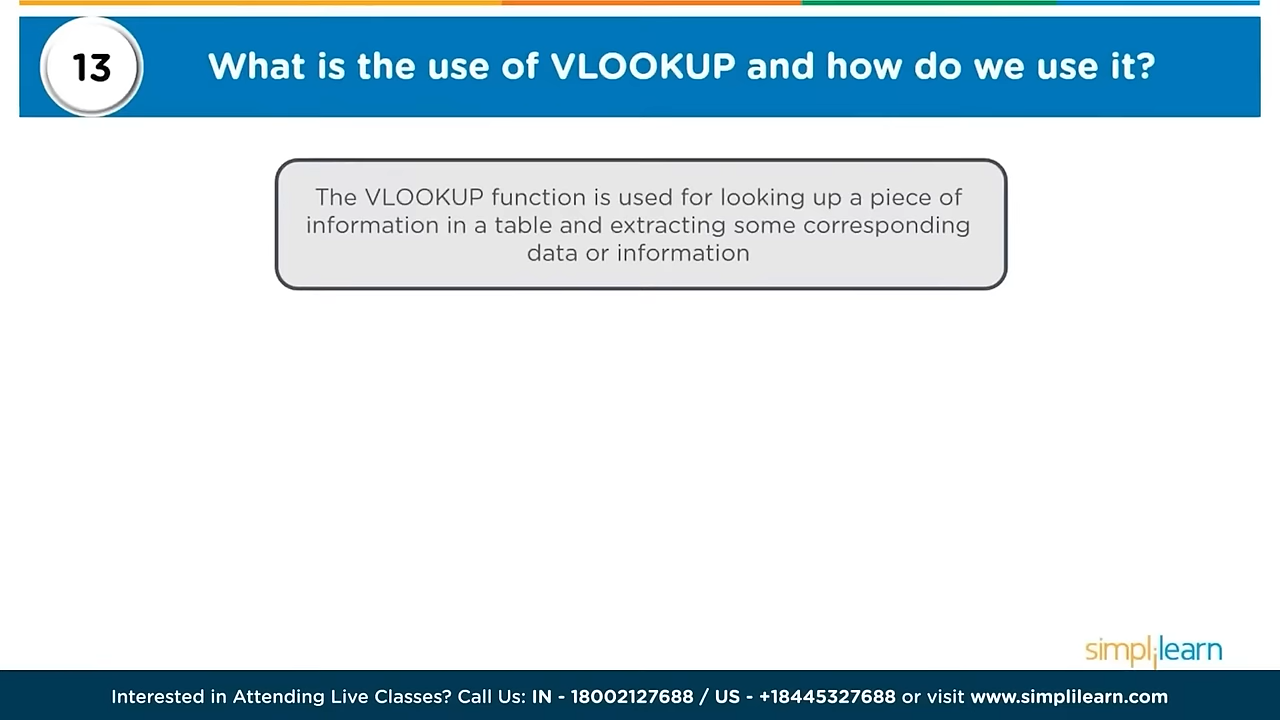 13
What is the use of VLOOKUP and how do we use it?
The VLOOKUP function is used for looking up a piece of
information in a table and extracting some corresponding
data or information
simplilearn
Interested in Attending Live Classes? Call Us: IN - 18002127688 / US - +18445327688 or visit www.simplilearn.com